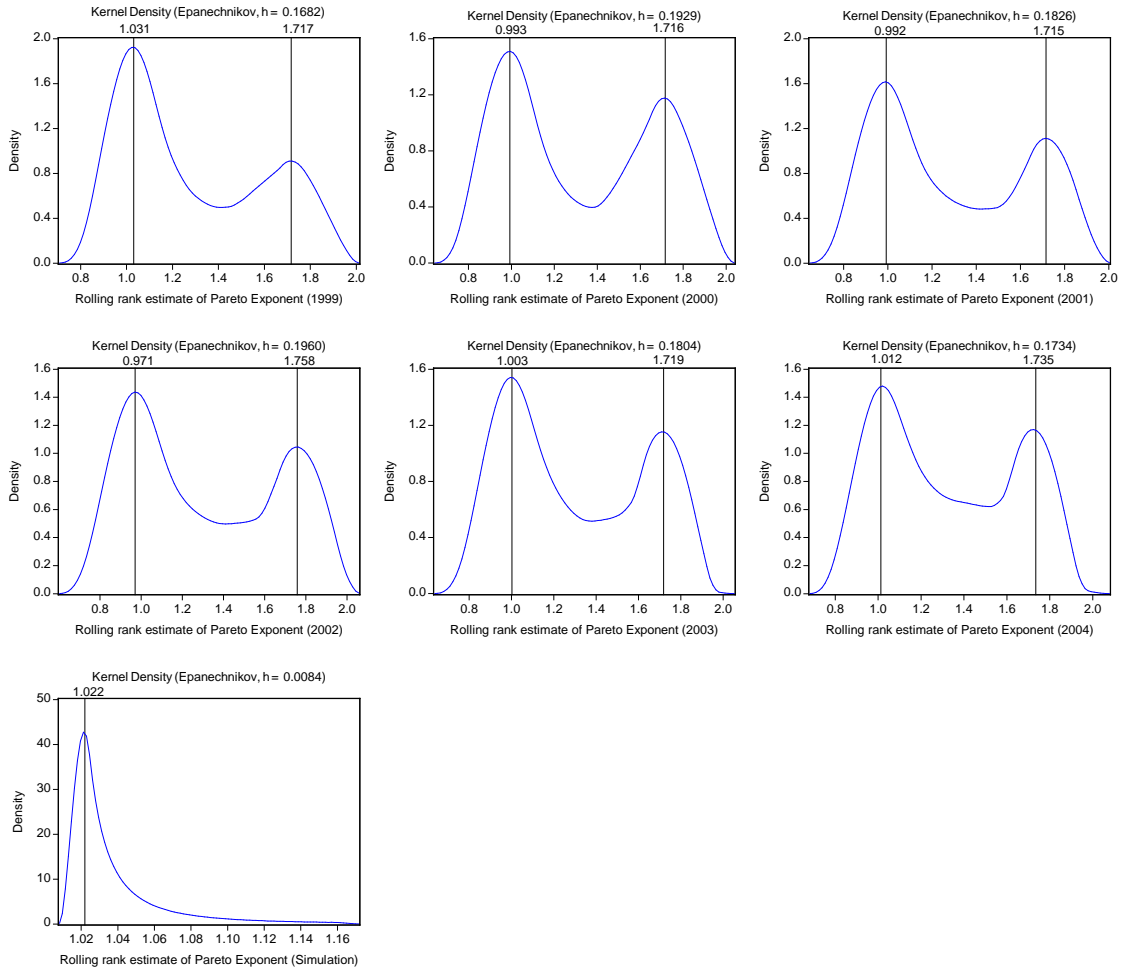 Kernel Density (Epanechnikov, h = 0.1682)
1.031 1.717
2.0
1.6
1.2
0.8
0.4
0.0
Density
0.8 1.0 1.2 1.4 1.6 1.8 2.0
Rolling rank estimate of Pareto Exponent (1999)
Kernel Density (Epanechnikov, h = 0.1929)
0.993 1.716
1.6
1.2
0.8
0.4
0.0
Density
0.8 1.0 1.2 1.4 1.6 1.8 2.0
Rolling rank estimate of Pareto Exponent (2000)
Kernel Density (Epanechnikov, h = 0.1826)
0.992 1.715
2.0
1.6
1.2
0.8
0.4
0.0
Density
0.8 1.0 1.2 1.4 1.6 1.8 2.0
Rolling rank estimate of Pareto Exponent (2001)
Kernel Density (Epanechnikov, h = 0.1960)
0.971 1.758
1.6
1.4
1.2
1.0
0.8
0.6
0.4
0.2
0.0
Density
0.8 1.0 1.2 1.4 1.6 1.8 2.0
Rolling rank estimate of Pareto Exponent (2002)
Kernel Density (Epanechnikov, h = 0.1804)
1.003 1.719
1.6
1.4
1.2
1.0
0.8
0.6
0.4
0.2
0.0
Density
0.8 1.0 1.2 1.4 1.6 1.8 2.0
Rolling rank estimate of Pareto Exponent (2003)
Kernel Density (Epanechnikov, h = 0.1734)
1.012 1.735
1.6
1.4
1.2
1.0
0.8
0.6
0.4
0.2
0.0
Density
0.8 1.0 1.2 1.4 1.6 1.8 2.0
Rolling rank estimate of Pareto Exponent (2004)
Kernel Density (Epanechnikov, h = 0.0084)
1.022
50
40
30
20
10
0
Density
1.02 1.04 1.06 1.08 1.10 1.12 1.14 1.16
Rolling rank estimate of Pareto Exponent (Simulation)